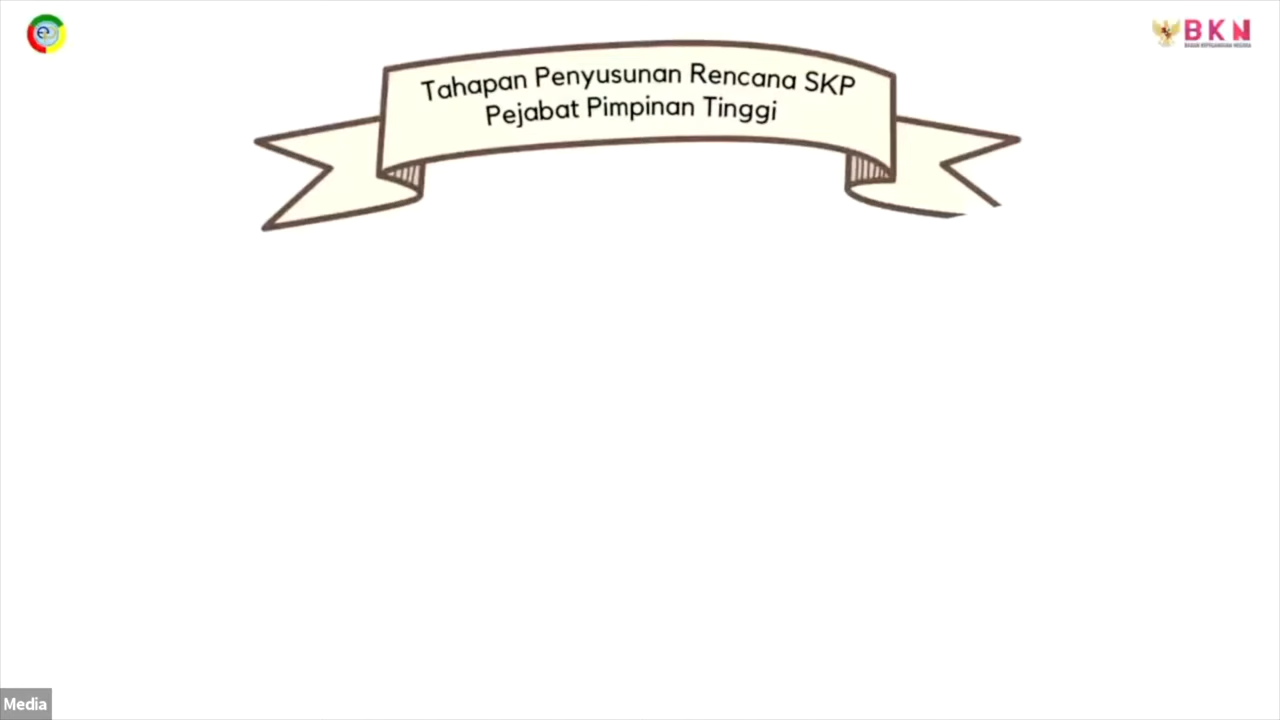 BKN
Tahapan Penyusunan Rencana SKP
Pejabat Pimpinan Tinggi
Media